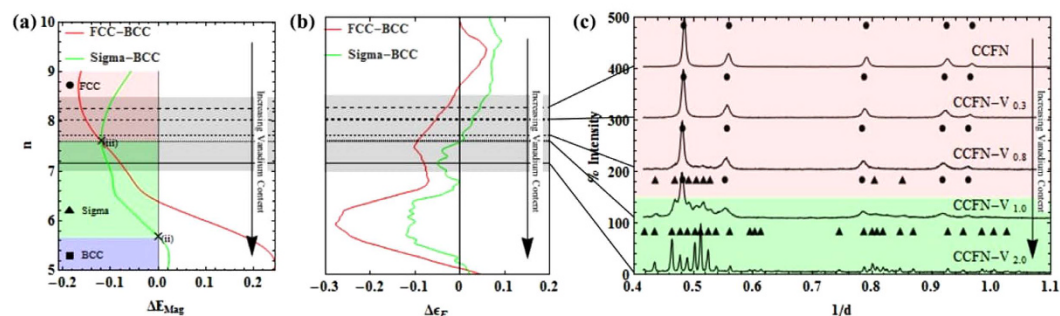 (a)
FCC-BCC
Sigma-BCC
FCC
Sigma
BCC
(iii)
(ii)
n
10
9
8
7
6
5
-0.2
-0.1
0.
0.1
0.2
ΔE Mag
Increasing Vanadium Content
(b)
FCC-BCC
Sigma-BCC
-0.3
-0.2
-0.1
0
0.1
0.2
Increasing Vanadium Content
(c)
% Intensity
500
400
300
200
100
0
CCFN
CCFN-V 0.3
CCFN-V 0.8
CCFN-V 1.0
CCFN-V 2.0
Increasing Vanadium Content
0.4
0.5
0.6
0.7
0.8
0.9
1.0
1.1
1/d